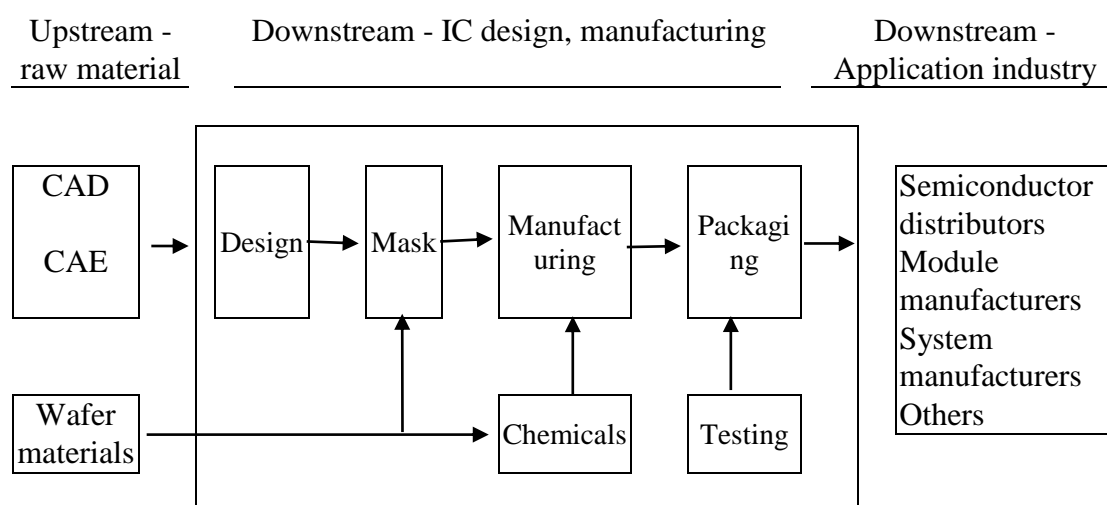 Upstream -
raw material
Downstream - IC design, manufacturing
Downstream -
Application industry
CAD
CAE
Design
Mask
Manufact
uring
Packagi
ng
Semiconductor
distributors
Module
manufacturers
System
manufacturers
Others
Wafer
materials
Chemicals
Testing